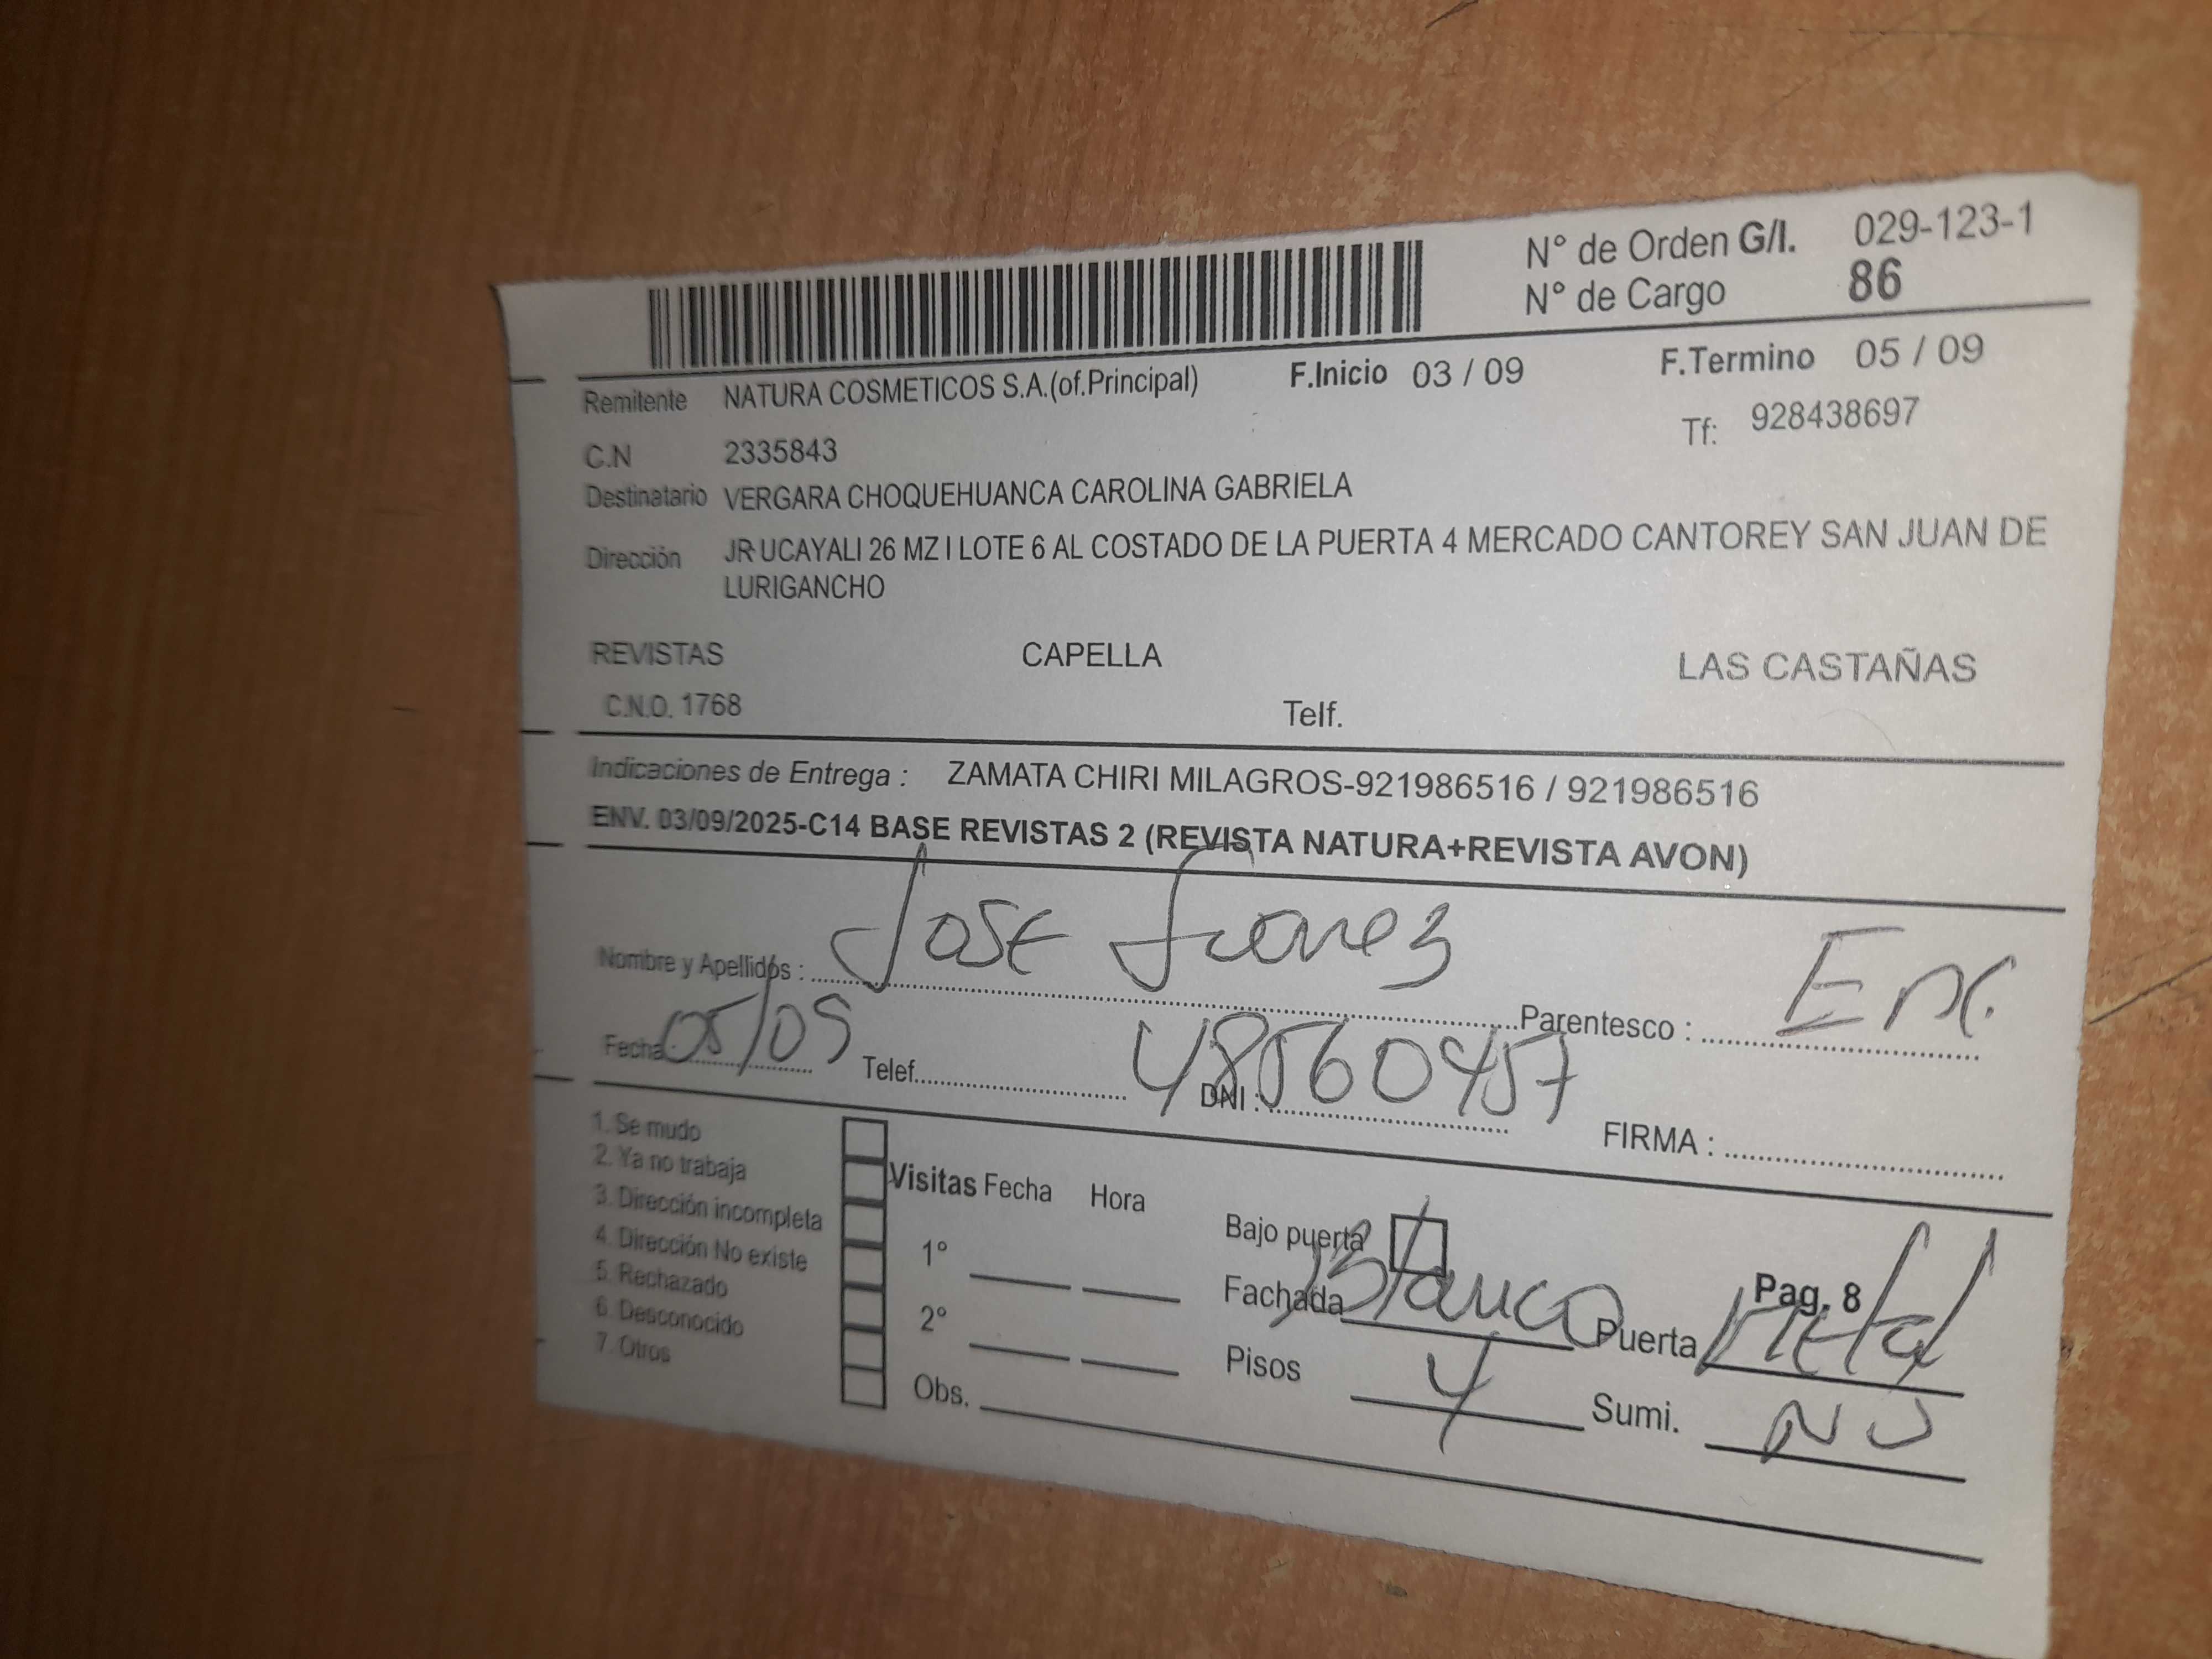 N° de Orden G/I. 029-123-1
N° de Cargo 86
Remitente NATURA COSMETICOS S.A.(of.Principal) F.Inicio 03 / 09 F.Termino 05 / 09
C.N 2335843 Tf: 928438697
Destinatario VERGARA CHOQUEHUANCA CAROLINA GABRIELA
Dirección JR UCAYALI 26 MZ I LOTE 6 AL COSTADO DE LA PUERTA 4 MERCADO CANTOREY SAN JUAN DE
LURIGANCHO
REVISTAS CAPELLA LAS CASTAÑAS
C.N.O. 1768 Telf.
Indicaciones de Entrega : ZAMATA CHIRI MILAGROS-921986516 / 921986516
ENV. 03/09/2025-C14 BASE REVISTAS 2 (REVISTA NATURA+REVISTA AVON)
Nombre y Apellidos : Jose Parentesco : Enc.
Fecha: 05/09 Telef. DNI : 48560457 FIRMA :
1. Se mudo
2. Ya no trabaja
3. Dirección incompleta
4. Dirección No existe
5. Rechazado
6. Desconocido
7. Otros
Visitas Fecha Hora
1°
2°
Obs.
Bajo puerta Pag. 8
Fachada Blanco Puerta Metal
Pisos 4 Sumi. NO